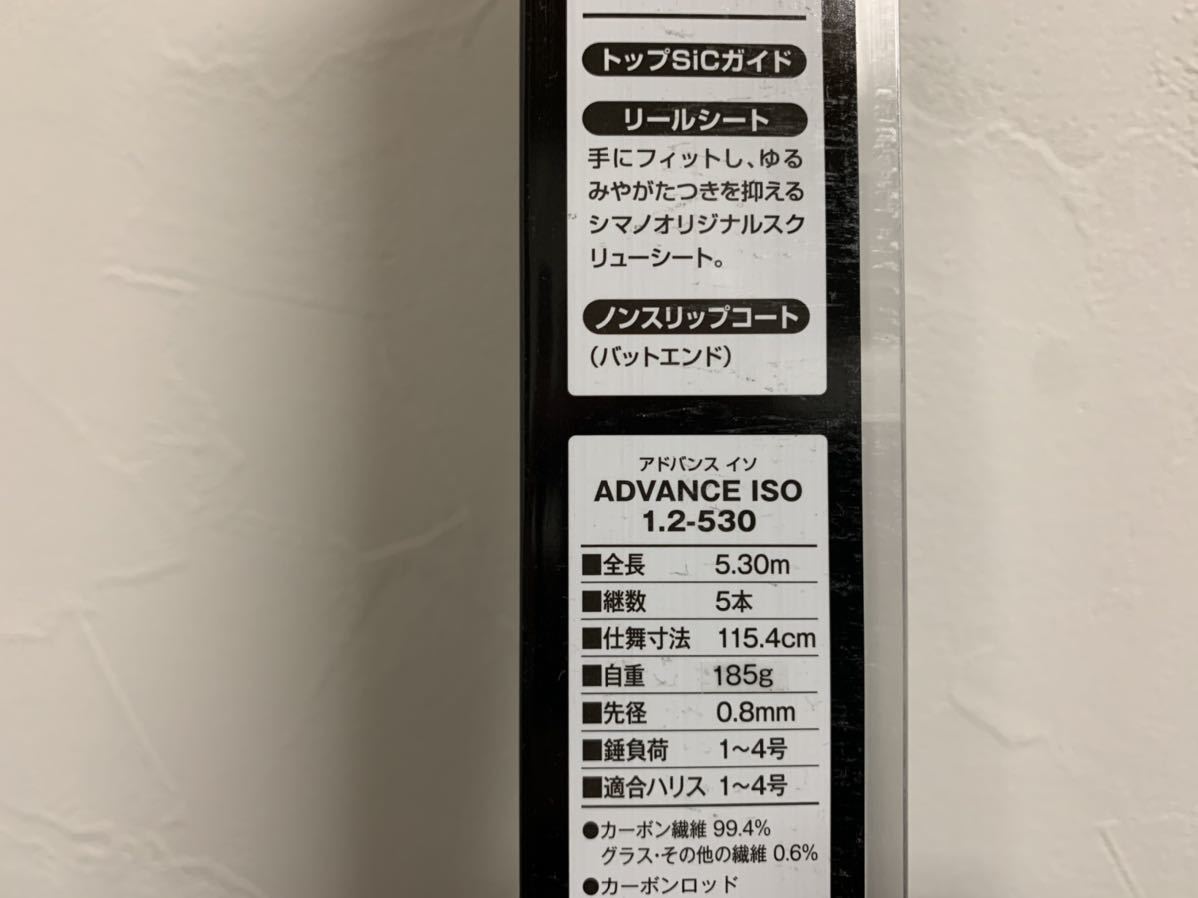 トップSiCガイド
リールシート
手にフィットし、ゆる
みやがたつきを抑える
シマノオリジナルスク
リューシート。
ノンスリップコート
（バットエンド）
アドバンス イソ
ADVANCE ISO
1.2-530
■全長 5.30m
■継数 5本
■仕舞寸法 115.4cm
■自重 185g
■先径 0.8mm
■錘負荷 1〜4号
■適合ハリス 1〜4号
●カーボン繊維 99.4%
グラス・その他の繊維 0.6%
●カーボンロッド